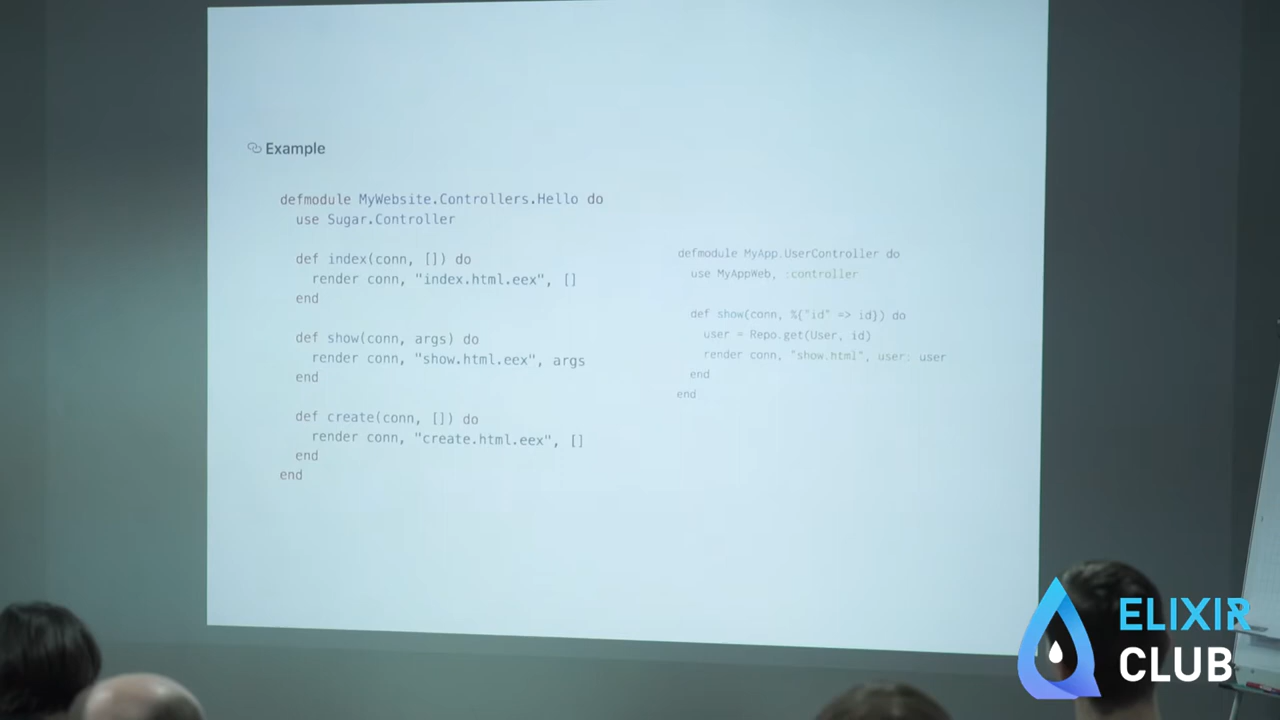 Example
defmodule MyWebsite.Controllers.Hello do
use Sugar.Controller
def index(conn, []) do
render conn, "index.html.eex", []
end
def show(conn, args) do
render conn, "show.html.eex", args
end
def create(conn, []) do
render conn, "create.html.eex", []
end
end
defmodule MyApp.UserController do
use MyAppWeb, :controller
def show(conn, %{"id" => id}) do
user = Repo.get(User, id)
render conn, "show.html", user: user
end
end
ELIXIR
CLUB